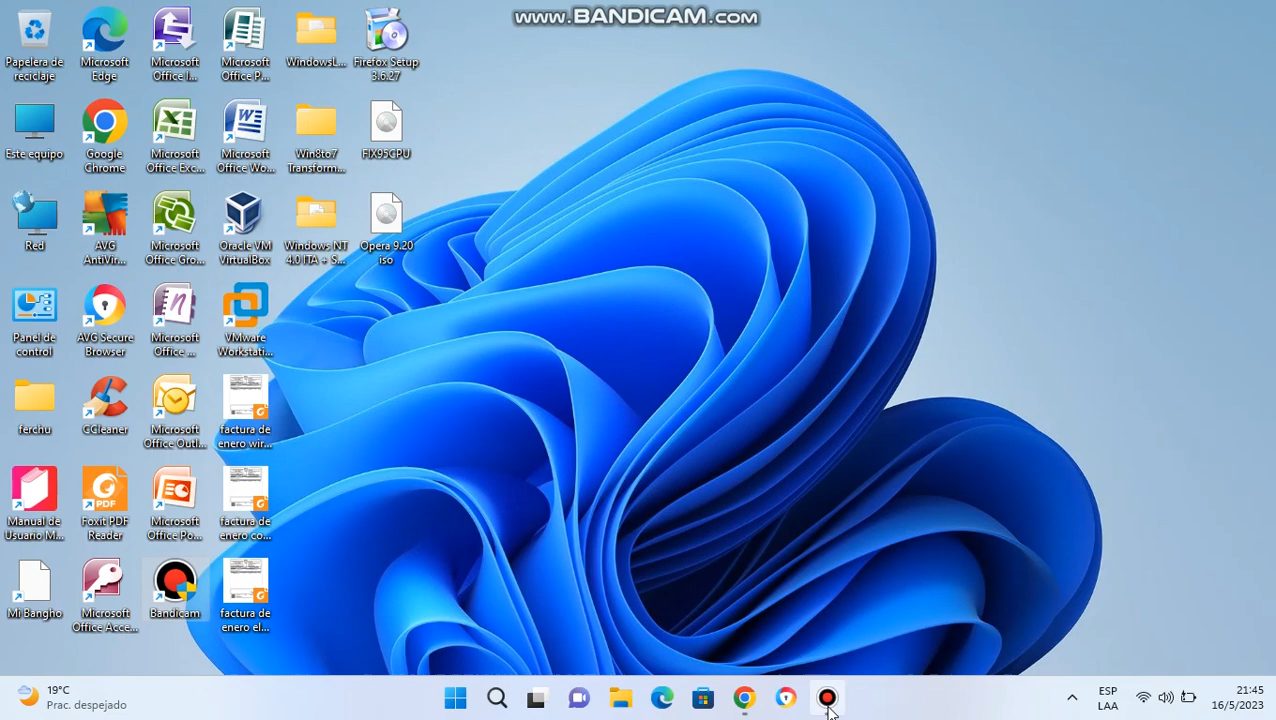 www.BANDICAM.com
Papelera de
reciclaje
Microsoft
Edge
Microsoft
Office I...
Microsoft
Office P...
WindowsL...
Firefox Setup
3.6.27
Este equipo
Google
Chrome
Microsoft
Office Exc...
Microsoft
Office Wo...
Win8to7
Transform...
FIX95CPU
Red
AVG
AntiVir...
Microsoft
Office Gro...
Oracle VM
VirtualBox
Windows NT
4.0 ITA + S...
Opera 9.20
iso
Panel de
control
AVG Secure
Browser
Microsoft
Office ...
VMware
Workstati...
ferchu
CCleaner
Microsoft
Office Outl...
factura de
enero wir...
Manual de
Usuario M...
Foxit PDF
Reader
Microsoft
Office Po...
factura de
enero co...
Mi Bangho
Microsoft
Office Acce...
Bandicam
factura de
enero el...
19°C
Prac. despejado
ESP
LAA
21:45
16/5/2023